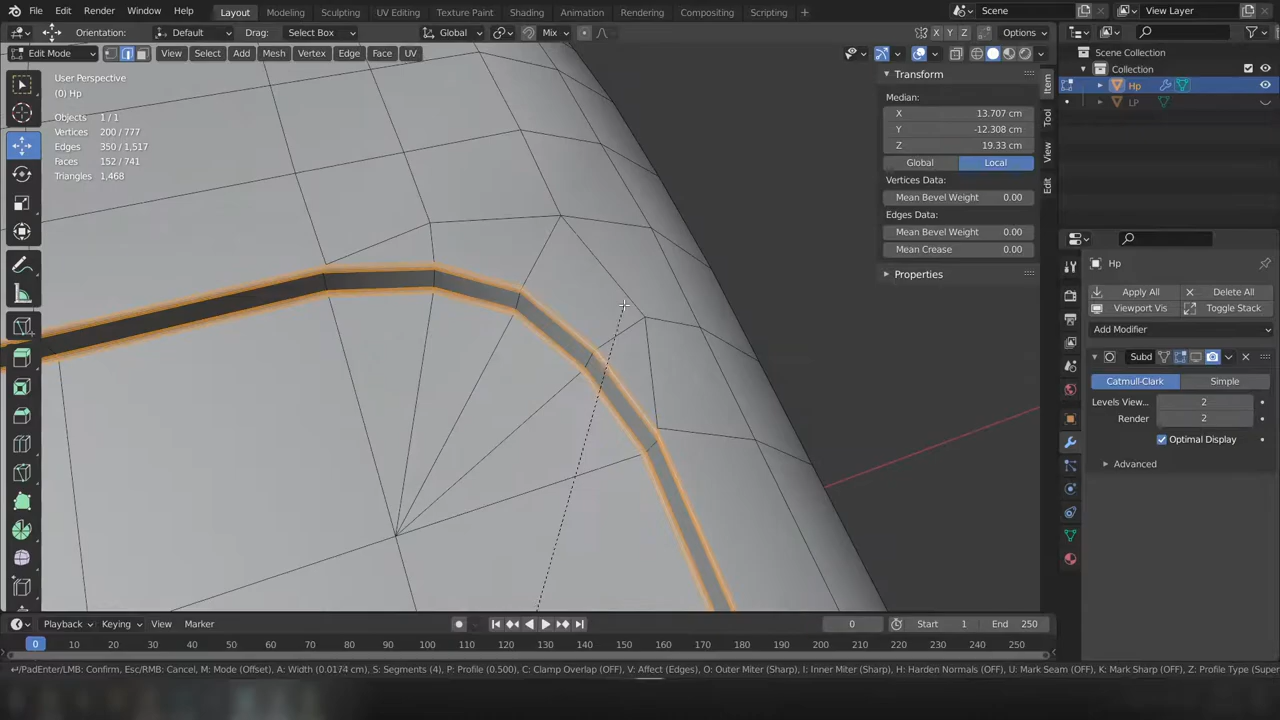 File Edit Render Window Help Layout Modeling Sculpting UV Editing Texture Paint Shading Animation Rendering Compositing Scripting Scene View Layer
Orientation: Default Drag: Select Box Global Mix X Y Z Options
Edit Mode View Select Add Mesh Vertex Edge Face UV
User Perspective
(0) Hp
Objects 1 / 1
Vertices 200 / 777
Edges 350 / 1,517
Faces 152 / 741
Triangles 1,468
Transform
Median:
X 13.707 cm
Y -12.308 cm
Z 19.33 cm
Global Local
Vertices Data:
Mean Bevel Weight 0.00
Edges Data:
Mean Bevel Weight 0.00
Mean Crease 0.00
Properties
Item
Tool
View
Edit
Scene Collection
Collection
Hp
LP
Hp
Apply All Delete All
Viewport Vis Toggle Scale
Add Modifier
Subd
Catmull-Clark Simple
Levels View... 2
Render 2
Optimal Display
Advanced
Playback Keying View Marker 0 Start 1 End 250
0 10 20 30 40 50 60 70 80 90 100 110 120 130 140 150 160 170 180 190 200 210 220 230 240 250
/PadEnter/LMB: Confirm, Esc/RMB: Cancel, M: Mode (Offset), A: Width (0.0174 cm), S: Segments (4), P: Profile (0.500), C: Clamp Overlap (OFF), V: Affect (Edges), O: Outer Miter (Sharp), I: Inner Miter (Sharp), H: Harden Normals (OFF), U: Mark Seam (OFF), K: Mark Sharp (OFF), Z: Profile Type (Super